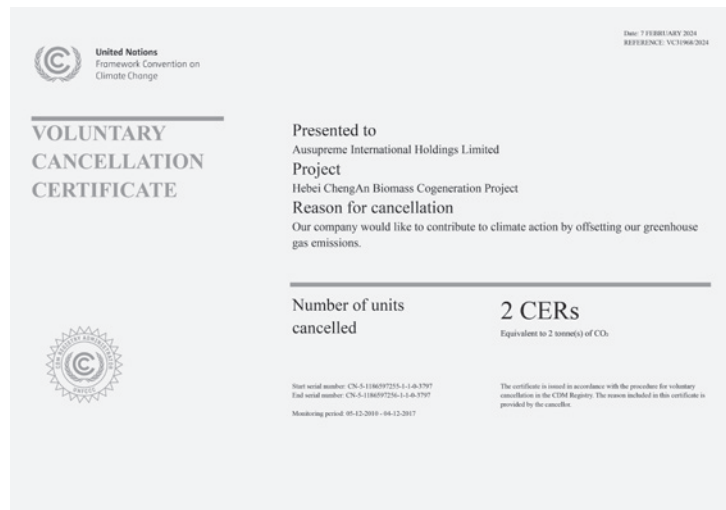 Date: 7 FEBRUARY 2024
REFERENCE: VC31968/2024
United Nations
Framework Convention on
Climate Change
VOLUNTARY
CANCELLATION
CERTIFICATE
Presented to
Ausupreme International Holdings Limited
Project
Hebei ChengAn Biomass Cogeneration Project
Reason for cancellation
Our company would like to contribute to climate action by offsetting our greenhouse
gas emissions.
Number of units
cancelled
2 CERs
Equivalent to 2 tonne(s) of CO₂
Start serial number: CN-5-1186597255-1-1-0-3797
End serial number: CN-5-1186597256-1-1-0-3797
Monitoring period: 05-12-2010 - 04-12-2017
The certificate is issued in accordance with the procedure for voluntary
cancellation in the CDM Registry. The reason included in this certificate is
provided by the canceller.
CDM REGISTRY ADMINISTRATOR
UNFCCC